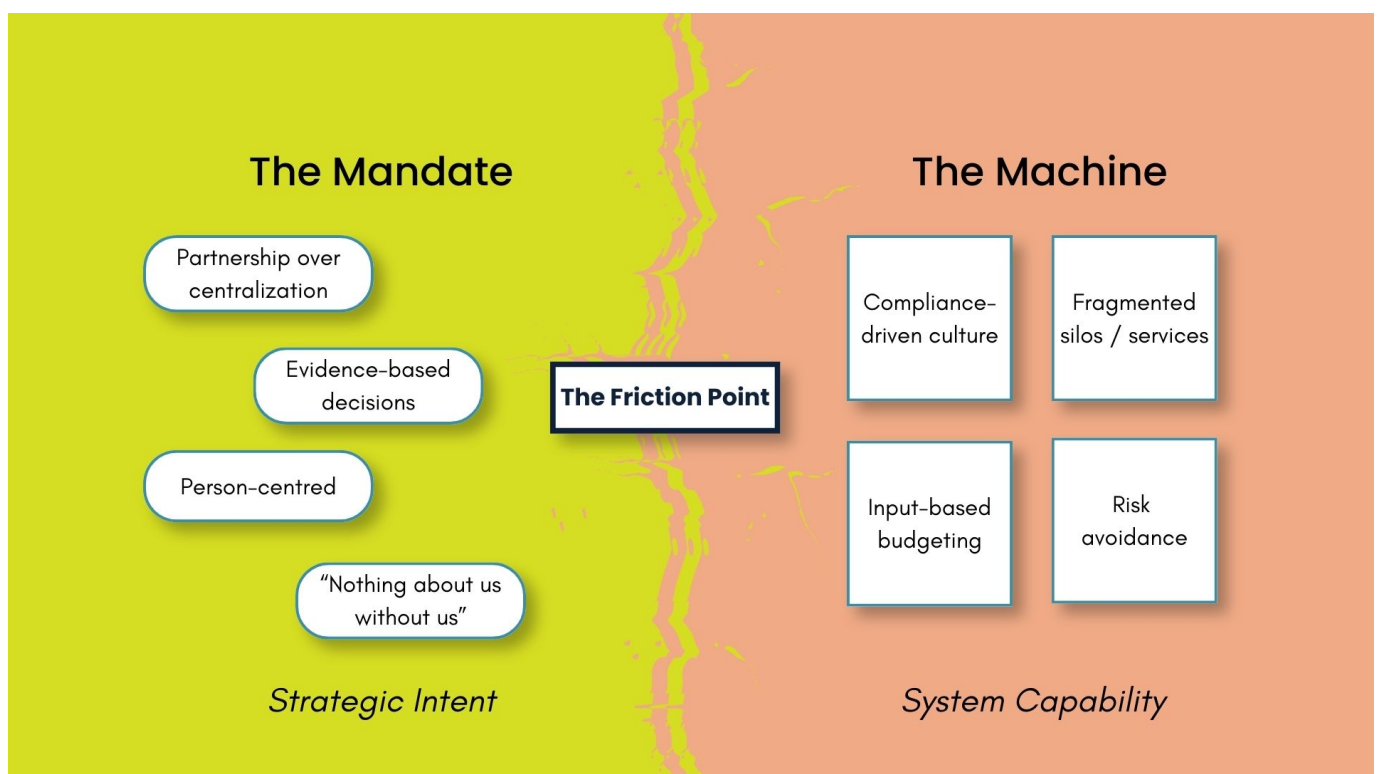 The Mandate
Partnership over
centralization
Evidence-based
decisions
Person-centred
“Nothing about us
without us”
Strategic Intent
The Friction Point
The Machine
Compliance-
driven culture
Fragmented
silos / services
Input-based
budgeting
Risk
avoidance
System Capability